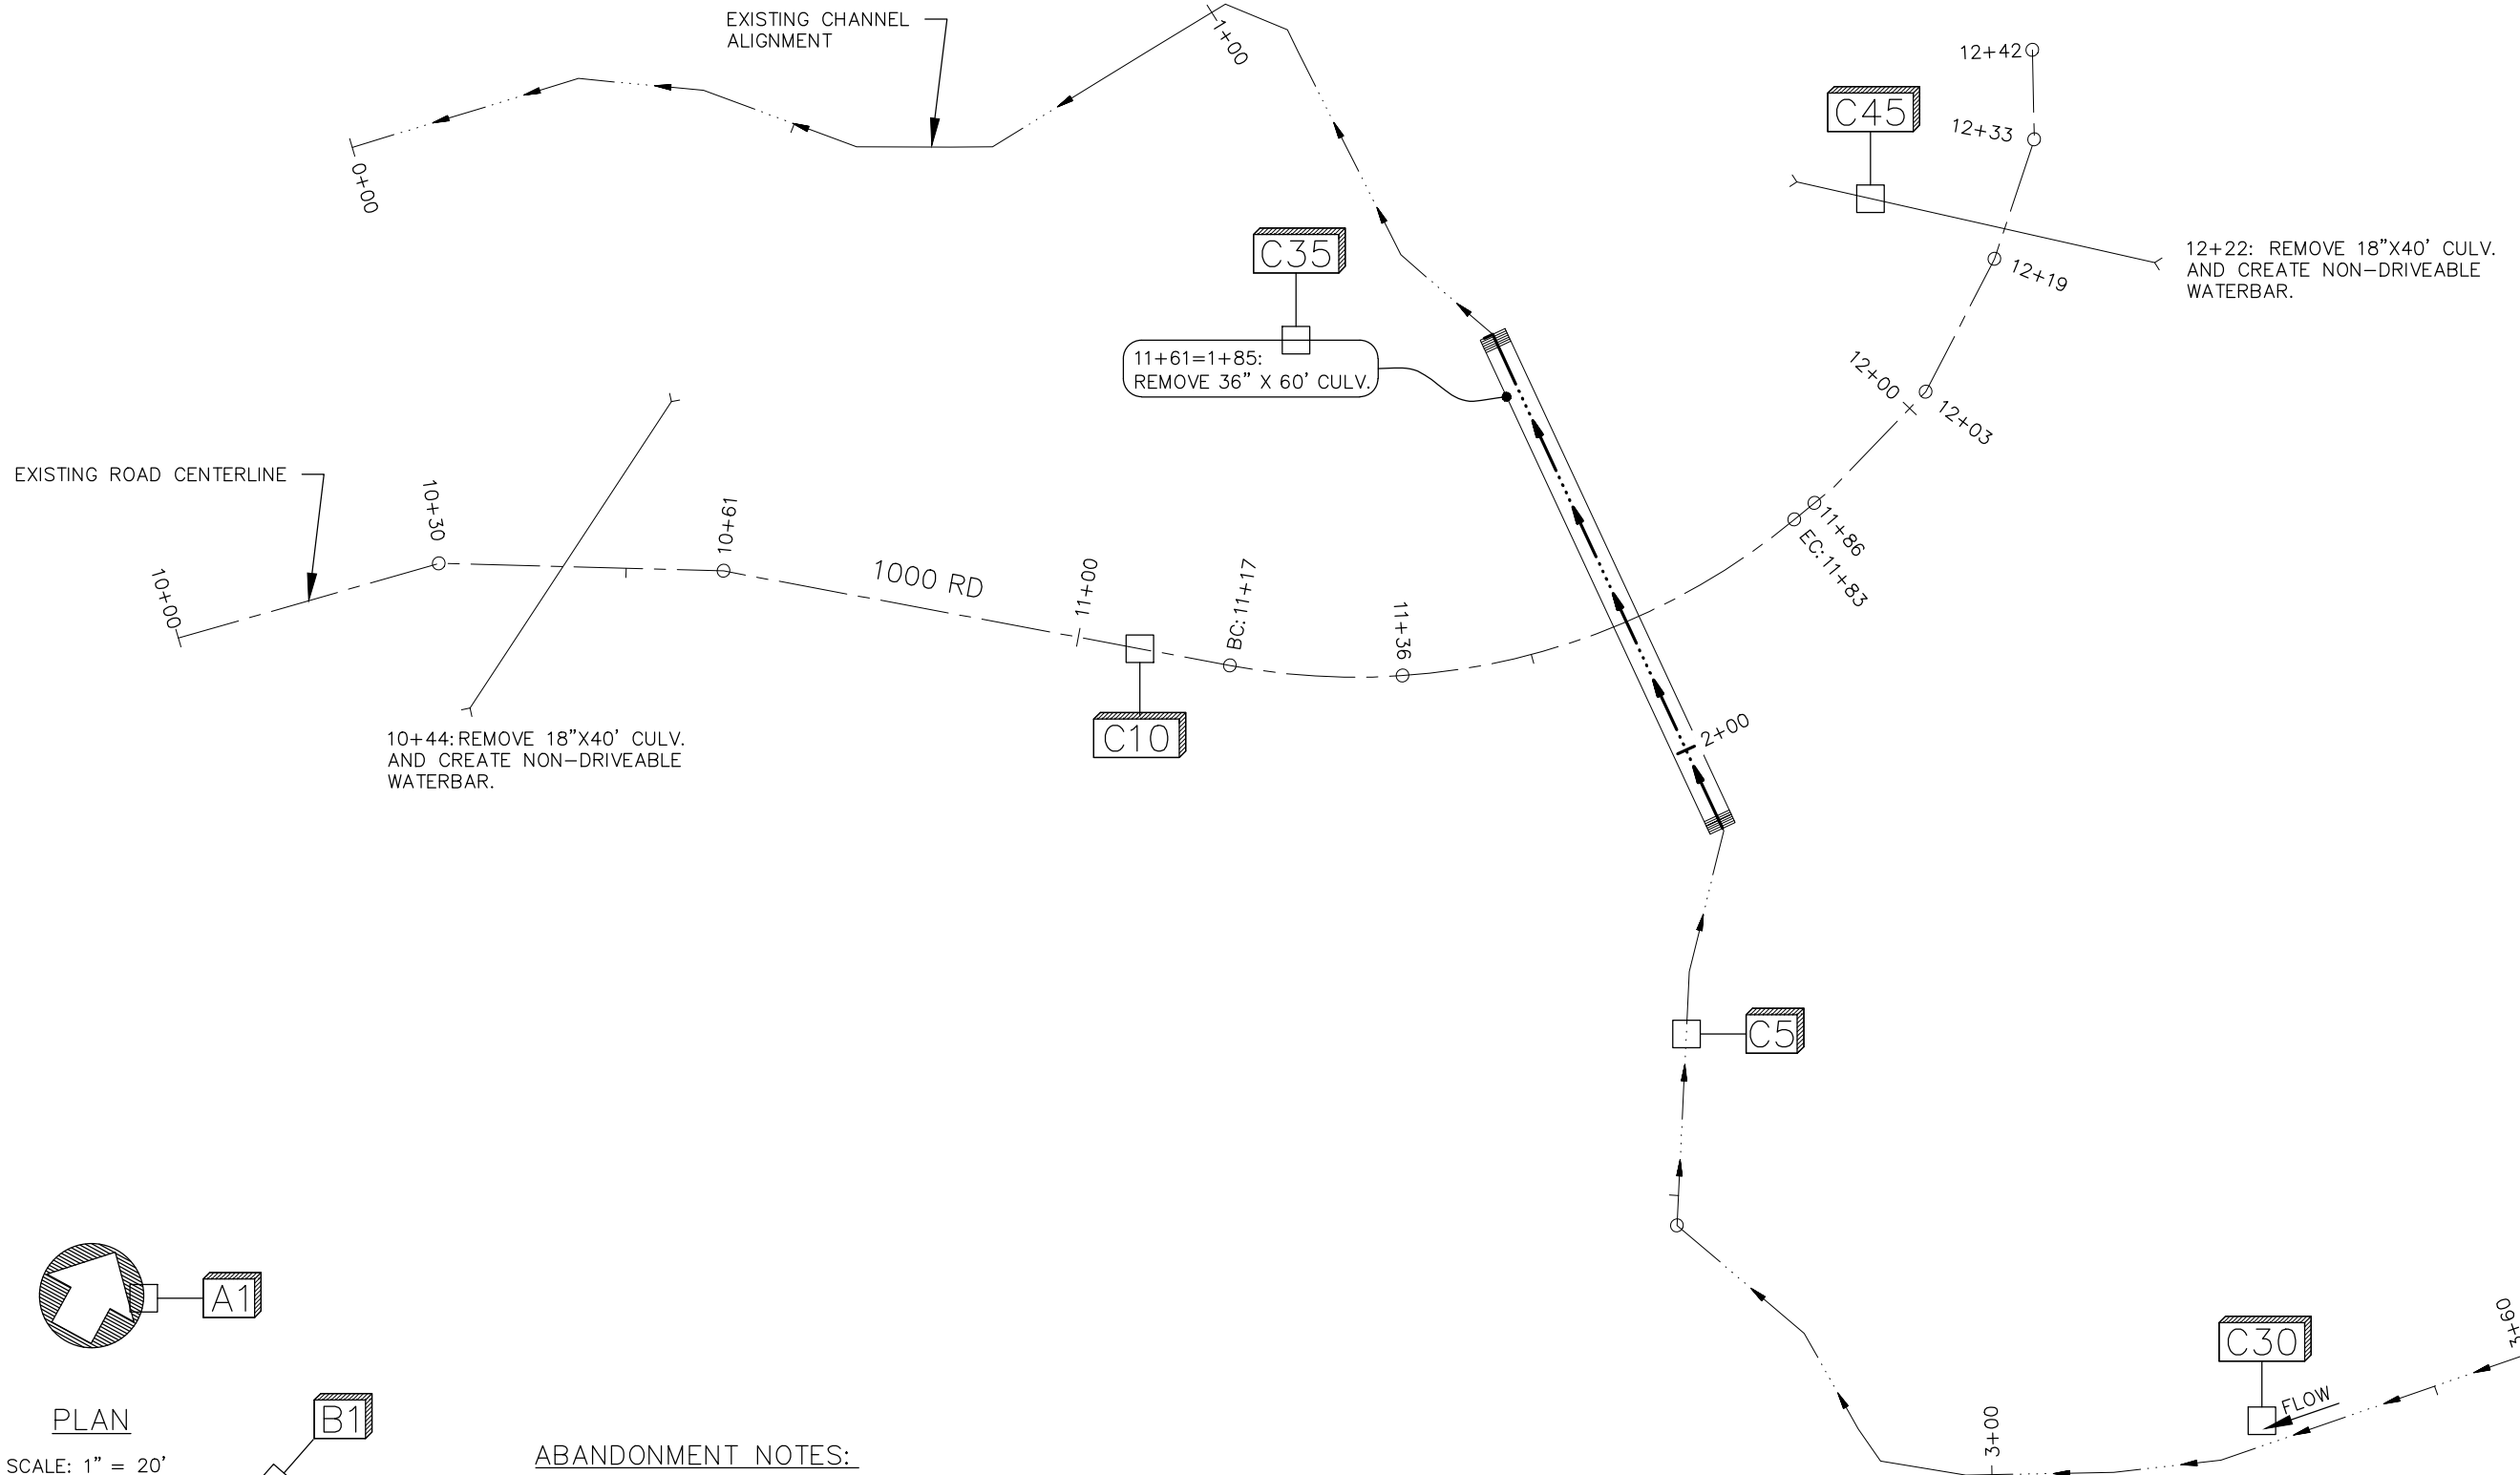 EXISTING CHANNEL
ALIGNMENT
1+00
12+42
C45
12+33
0+00
C35
12+22: REMOVE 18"X40' CULV.
AND CREATE NON-DRIVEABLE
WATERBAR.
12+19
11+61=1+85:
REMOVE 36" X 60' CULV.
12+00
12+03
EXISTING ROAD CENTERLINE
10+30
10+61
11+86
EC: 11+83
10+00
1000 RD
11+00
BC: 11+17
11+36
C10
2+00
10+44: REMOVE 18"X40' CULV.
AND CREATE NON-DRIVEABLE
WATERBAR.
C5
A1
3+60
C30
FLOW
PLAN
B1
3+00
ABANDONMENT NOTES:
SCALE: 1" = 20'